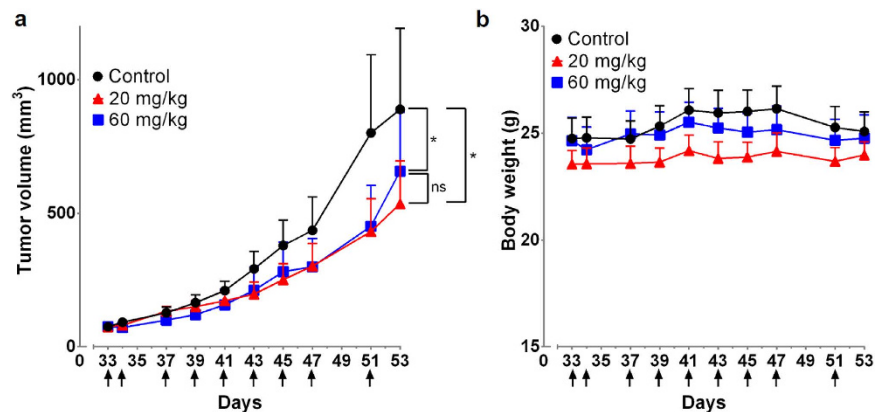 a
Tumor volume (mm³)
1000
500
0
Control
20 mg/kg
60 mg/kg
*
*
ns
0 33 35 37 39 41 43 45 47 49 51 53
Days
b
Body weight (g)
30
25
20
15
Control
20 mg/kg
60 mg/kg
0 33 35 37 39 41 43 45 47 49 51 53
Days